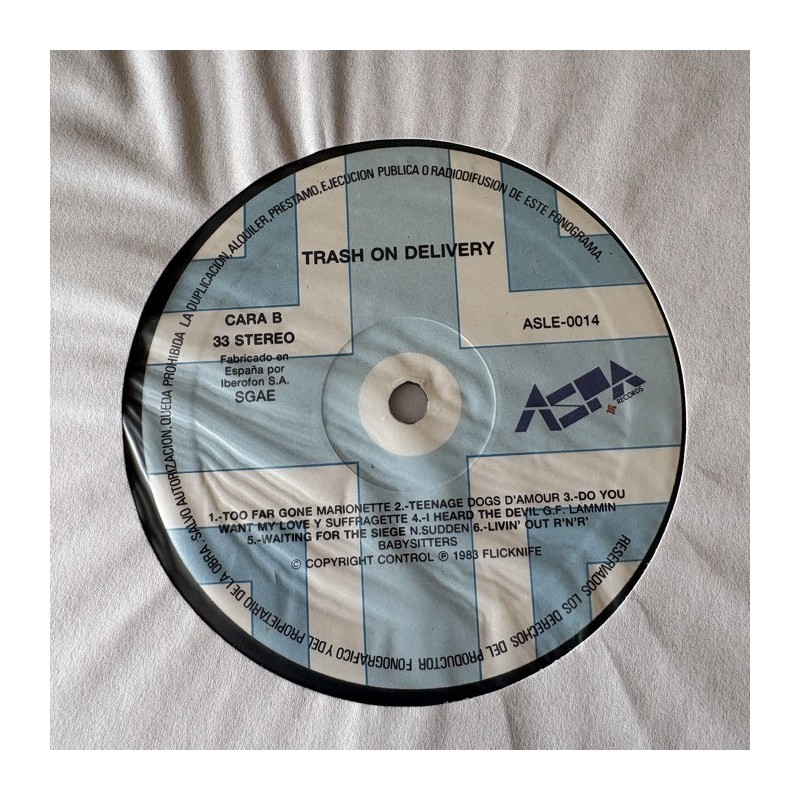 SALVO AUTORIZACION, QUEDA PROHIBIDA LA DUPLICACION, ALQUILER, PRESTAMO, EJECUCION PUBLICA O RADIODIFUSION DE ESTE FONOGRAMA.
TRASH ON DELIVERY
CARA B
33 STEREO
Fabricado en
España por
Iberofon S.A.
SGAE
ASLE-0014
ASPA
RECORDS
1.-TOO FAR GONE MARIONETTE 2.-TEENAGE DOGS D'AMOUR 3.-DO YOU
WANT MY LOVE Y SUFFRAGETTE 4.-I HEARD THE DEVIL G.F. LAMMIN
5.-WAITING FOR THE SIEGE N.SUDDEN 6.-LIVIN' OUT R'N'R'
BABYSITTERS
© COPYRIGHT CONTROL ℗ 1983 FLICKNIFE
RESERVADOS LOS DERECHOS DEL PRODUCTOR FONOGRAFICO Y DEL PROPIETARIO DE LA OBRA.